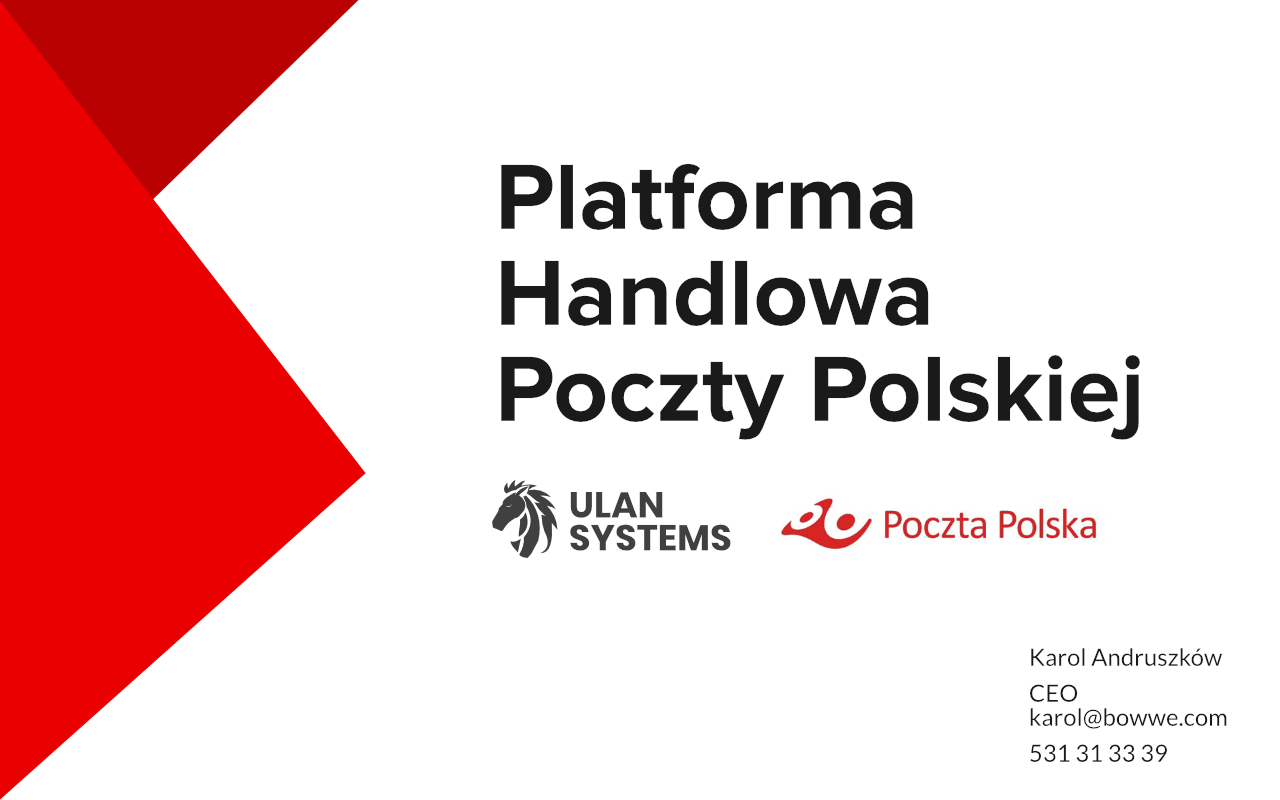 Platforma
Handlowa
Poczty Polskiej
ULAN
SYSTEMS
Poczta Polska
Karol Andruszków
CEO
karol@bowwe.com
531 31 33 39